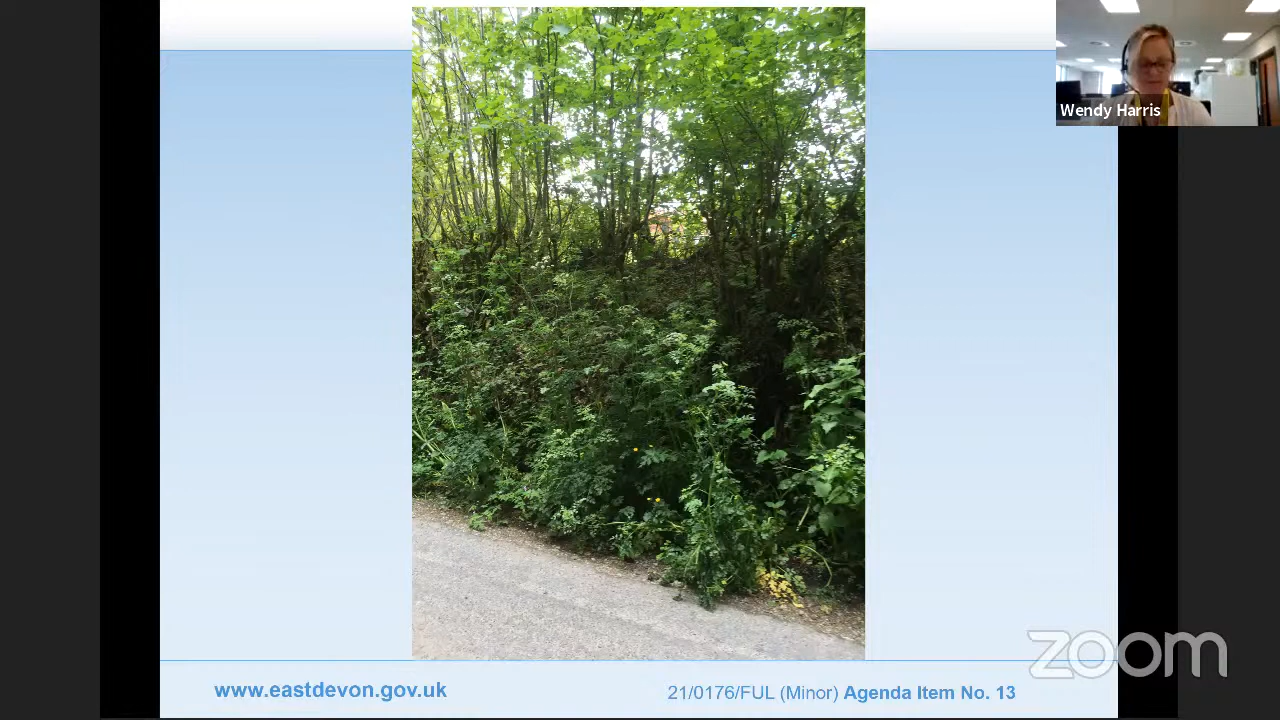 Wendy Harris
zoom
www.eastdevon.gov.uk
21/0176/FUL (Minor) Agenda Item No. 13